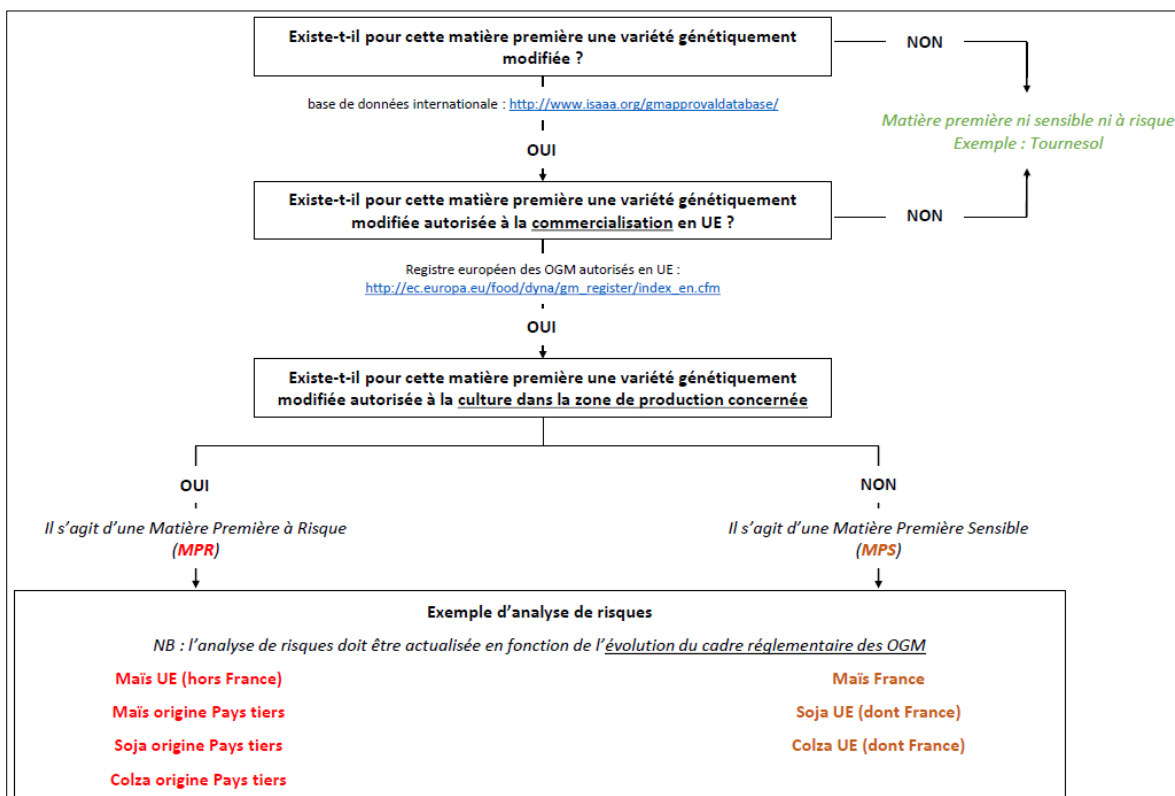 Existe-t-il pour cette matière première une variété génétiquement
modifiée ?
NON
base de données internationale : http://www.isaaa.org/gmapprovaldatabase/
Matière première ni sensible ni à risque
Exemple : Tournesol
OUI
Existe-t-il pour cette matière première une variété génétiquement
modifiée autorisée à la commercialisation en UE ?
NON
Registre européen des OGM autorisés en UE :
http://ec.europa.eu/food/dyna/gm_register/index_en.cfm
OUI
Existe-t-il pour cette matière première une variété génétiquement
modifiée autorisée à la culture dans la zone de production concernée
OUI
NON
Il s'agit d'une Matière Première à Risque
(MPR)
Il s'agit d'une Matière Première Sensible
(MPS)
Exemple d'analyse de risques
NB : l'analyse de risques doit être actualisée en fonction de l'évolution du cadre réglementaire des OGM
Maïs UE (hors France)
Maïs France
Maïs origine Pays tiers
Soja UE (dont France)
Soja origine Pays tiers
Colza UE (dont France)
Colza origine Pays tiers